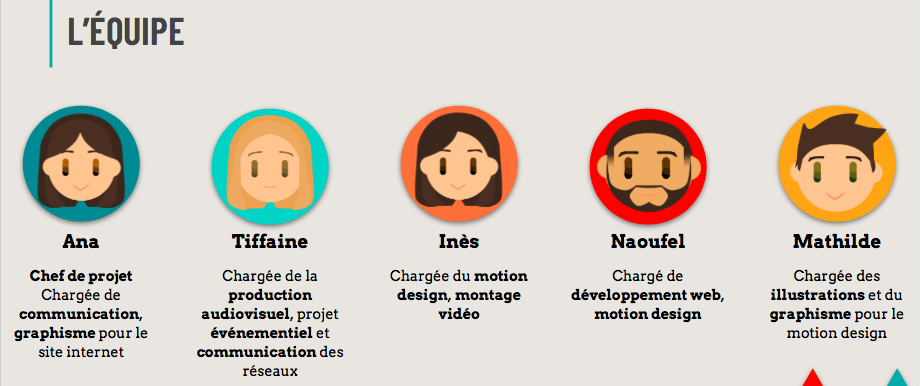 L'ÉQUIPE
Ana
Chef de projet
Chargée de
communication,
graphisme pour le
site internet
Tiffaine
Chargée de la
production
audiovisuel, projet
événementiel et
communication des
réseaux
Inès
Chargée du motion
design, montage
vidéo
Naoufel
Chargé de
développement web,
motion design
Mathilde
Chargée des
illustrations et du
graphisme pour le
motion design